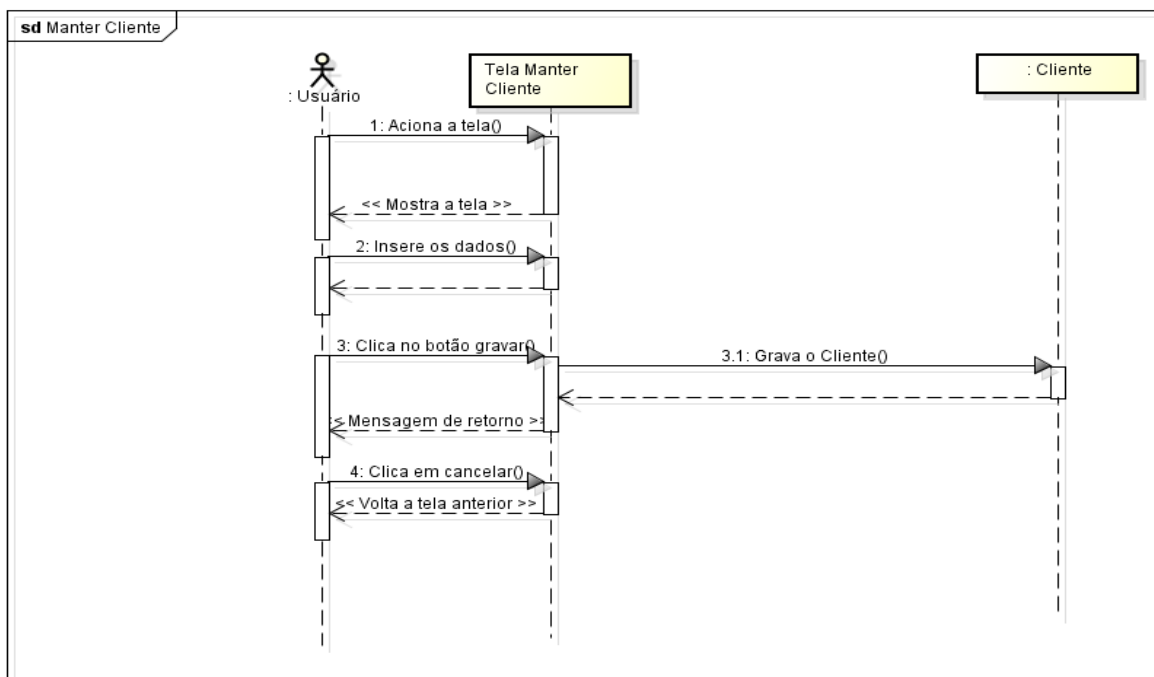 sd Manter Cliente
: Usuário
Tela Manter
Cliente
: Cliente
1: Aciona a tela()
<< Mostra a tela >>
2: Insere os dados()
3: Clica no botão gravar()
3.1: Grava o Cliente()
<< Mensagem de retorno >>
4: Clica em cancelar()
<< Volta a tela anterior >>